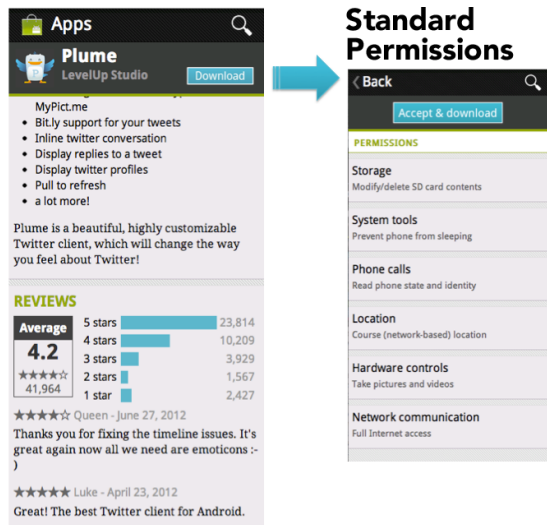 Apps
Plume
LevelUp Studio
Download
MyPict.me
• Bit.ly support for your tweets
• Inline twitter conversation
• Display replies to a tweet
• Display twitter profiles
• Pull to refresh
• a lot more!
Plume is a beautiful, highly customizable
Twitter client, which will change the way
you feel about Twitter!
REVIEWS
Average
4.2
41,964
5 stars 23,814
4 stars 10,209
3 stars 3,929
2 stars 1,567
1 star 2,427
★★★★☆ Queen - June 27, 2012
Thanks you for fixing the timeline issues. It's
great again now all we need are emoticons :-
)
★★★★★ Luke - April 23, 2012
Great! The best Twitter client for Android.
Standard
Permissions
Back
Accept & download
PERMISSIONS
Storage
Modify/delete SD card contents
System tools
Prevent phone from sleeping
Phone calls
Read phone state and identity
Location
Course (network-based) location
Hardware controls
Take pictures and videos
Network communication
Full Internet access